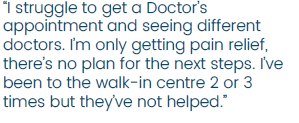 “I struggle to get a Doctor's
appointment and seeing different
doctors. I'm only getting pain relief,
there's no plan for the next steps. I've
been to the walk-in centre 2 or 3
times but they've not helped.”